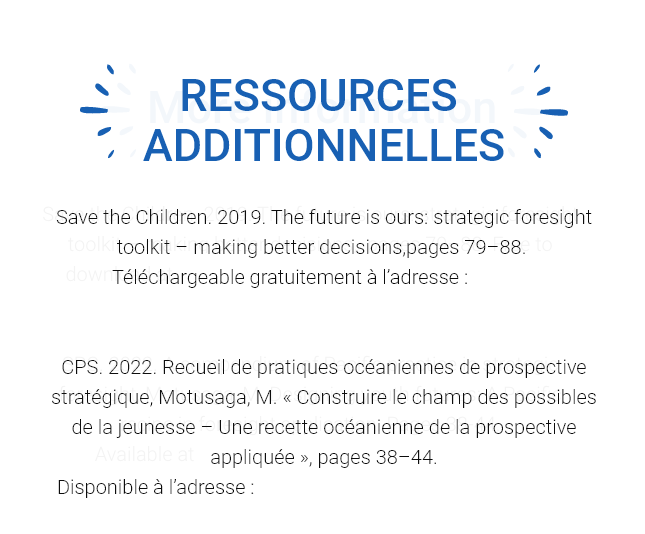 RESSOURCES
ADDITIONNELLES
Save the Children. 2019. The future is ours: strategic foresight
toolkit – making better decisions,pages 79–88.
Téléchargeable gratuitement à l’adresse :
CPS. 2022. Recueil de pratiques océaniennes de prospective
stratégique, Motusaga, M. « Construire le champ des possibles
de la jeunesse – Une recette océanienne de la prospective
appliquée », pages 38–44.
Available at
Disponible à l’adresse :